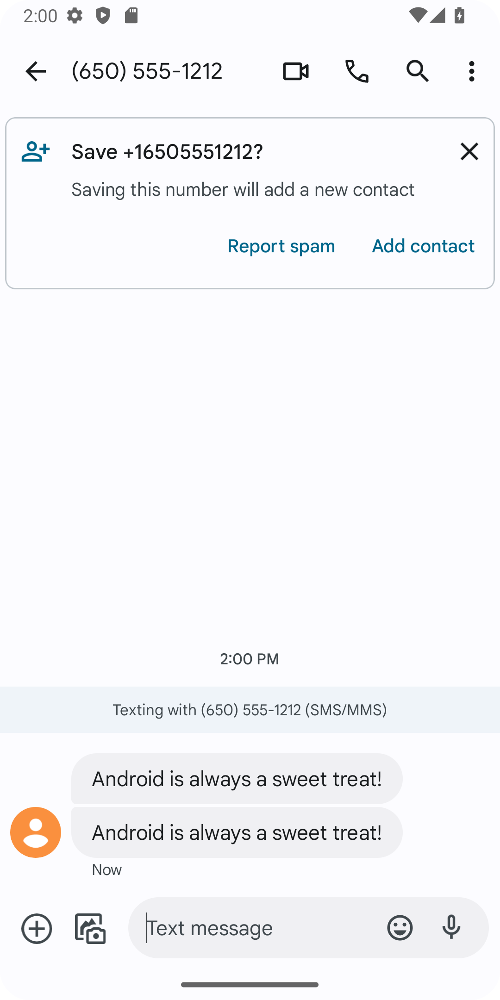 2:00
(650) 555-1212
Save +16505551212?
Saving this number will add a new contact
Report spam Add contact
2:00 PM
Texting with (650) 555-1212 (SMS/MMS)
Android is always a sweet treat!
Android is always a sweet treat!
Now
Text message